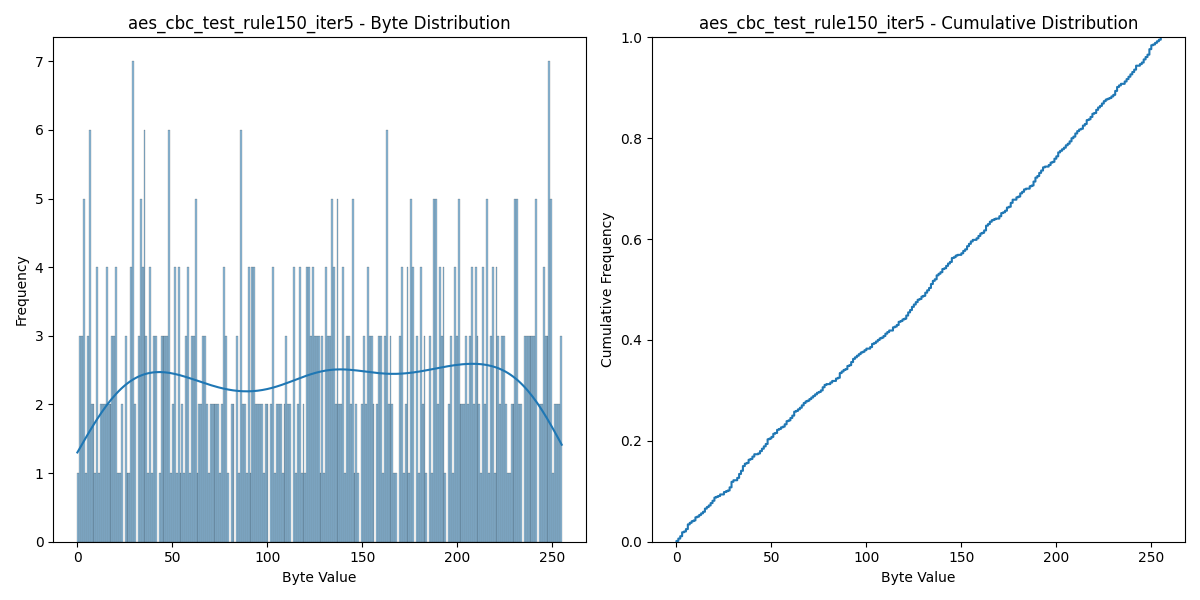 aes_cbc_test_rule150_iter5 - Byte Distribution
7
6
5
4
3
2
1
0
Frequency
0 50 100 150 200 250
Byte Value
aes_cbc_test_rule150_iter5 - Cumulative Distribution
1.0
0.8
0.6
0.4
0.2
0.0
Cumulative Frequency
0 50 100 150 200 250
Byte Value